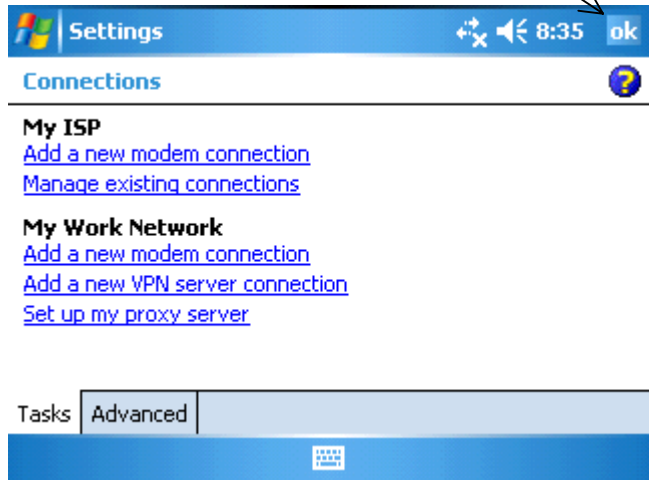 Settings 8:35 ok
Connections ?
My ISP
Add a new modem connection
Manage existing connections
My Work Network
Add a new modem connection
Add a new VPN server connection
Set up my proxy server
Tasks Advanced